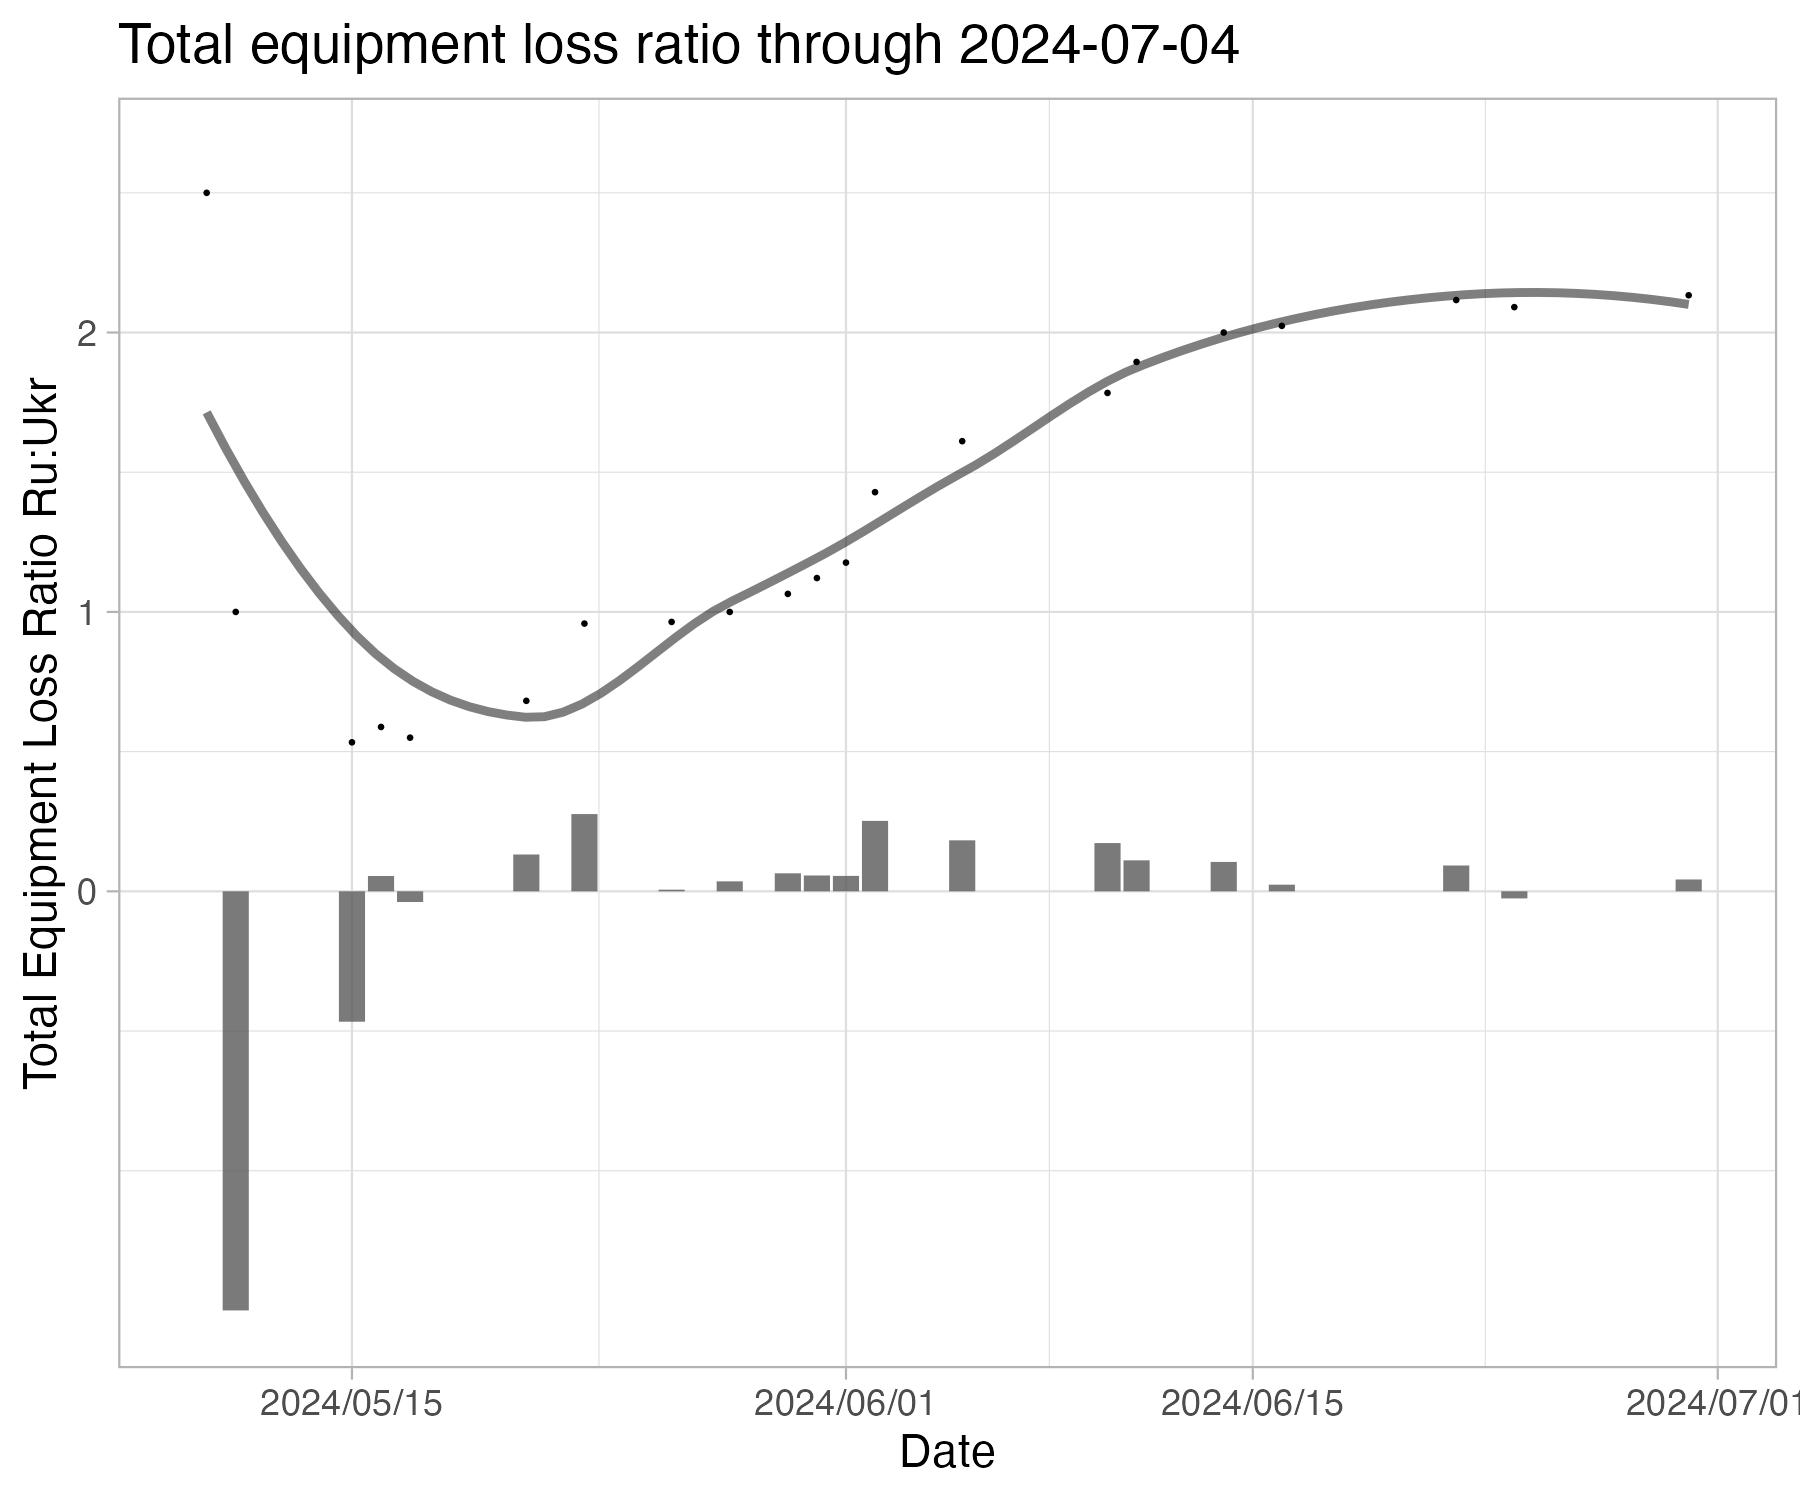 Total equipment loss ratio through 2024-07-04
Total Equipment Loss Ratio Ru:Ukr
2
1
0
2024/05/15
2024/06/01
2024/06/15
2024/07/01
Date